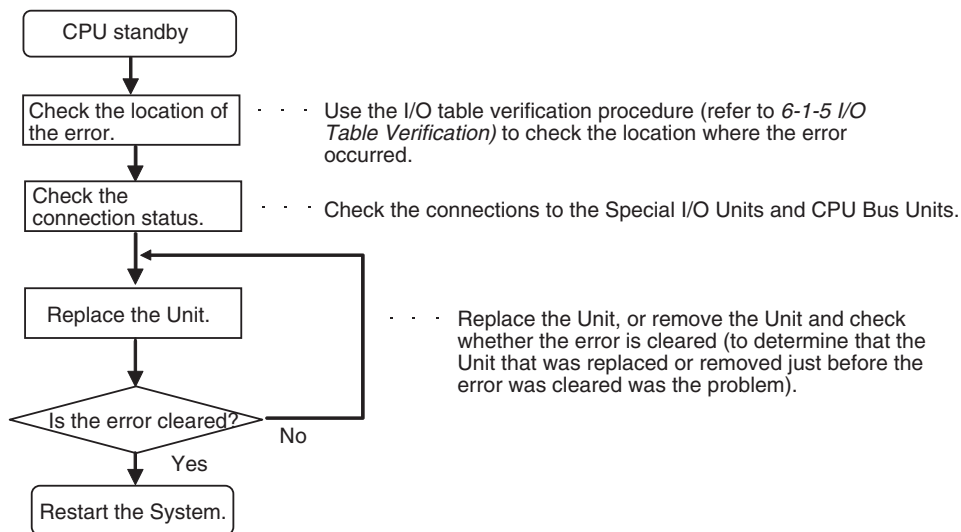 CPU standby
Check the location of
the error.
· · · Use the I/O table verification procedure (refer to 6-1-5 I/O
Table Verification) to check the location where the error
occurred.
Check the
connection status.
· · · Check the connections to the Special I/O Units and CPU Bus Units.
Replace the Unit.
· · · Replace the Unit, or remove the Unit and check
whether the error is cleared (to determine that the
Unit that was replaced or removed just before the
error was cleared was the problem).
Is the error cleared?
No
Yes
Restart the System.